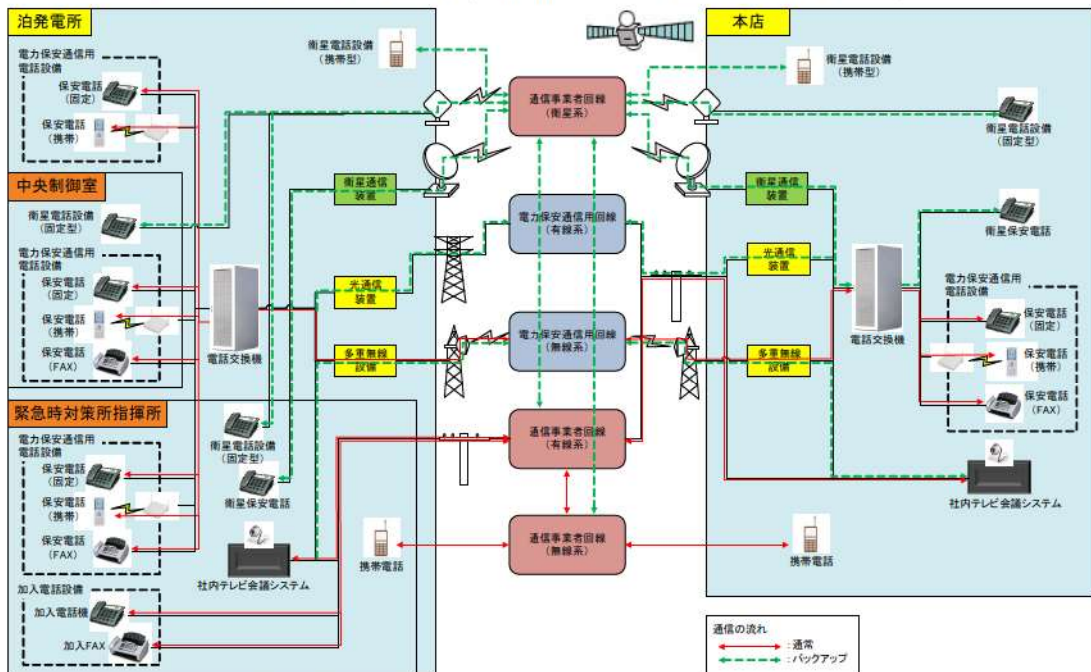 泊発電所
電力保安通信用
電話設備
保安電話
(固定)
保安電話
(携帯)
中央制御室
衛星電話設備
(固定型)
電力保安通信用
電話設備
保安電話
(固定)
保安電話
(携帯)
保安電話
(FAX)
電話交換機
緊急時対策所指揮所
電力保安通信用
電話設備
保安電話
(固定)
保安電話
(携帯)
保安電話
(FAX)
加入電話設備
加入電話機
加入FAX
衛星電話設備
(固定型)
衛星保安電話
社内テレビ会議システム
携帯電話
衛星電話設備
(携帯型)
衛星通信
装置
光通信
装置
多重無線
設備
通信事業者回線
(衛星系)
電力保安通信用回線
(有線系)
電力保安通信用回線
(無線系)
通信事業者回線
(有線系)
通信事業者回線
(無線系)
本店
衛星電話設備
(携帯型)
衛星電話設備
(固定型)
衛星通信
装置
衛星保安電話
光通信
装置
電話交換機
多重無線
設備
電力保安通信用
電話設備
保安電話
(固定)
保安電話
(携帯)
保安電話
(FAX)
社内テレビ会議システム
携帯電話
通信の流れ
:通常
:バックアップ